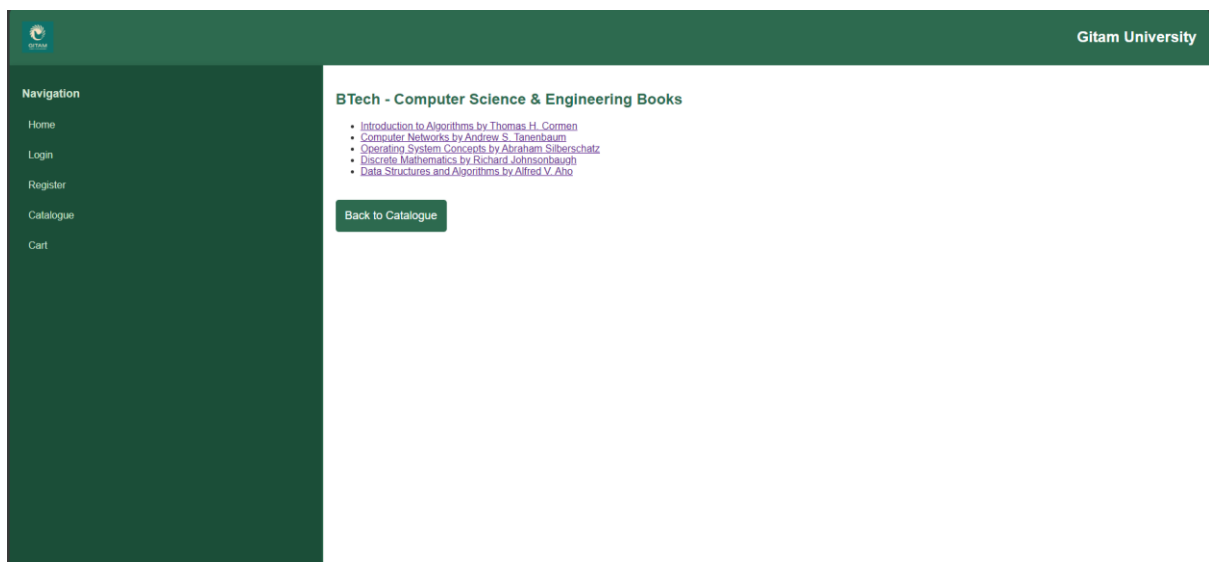 GITAM
Gitam University
Navigation
Home
Login
Register
Catalogue
Cart
BTech - Computer Science & Engineering Books
Introduction to Algorithms by Thomas H. Cormen
Computer Networks by Andrew S. Tanenbaum
Operating System Concepts by Abraham Silberschatz
Discrete Mathematics by Richard Johnsonbaugh
Data Structures and Algorithms by Alfred V. Aho
Back to Catalogue